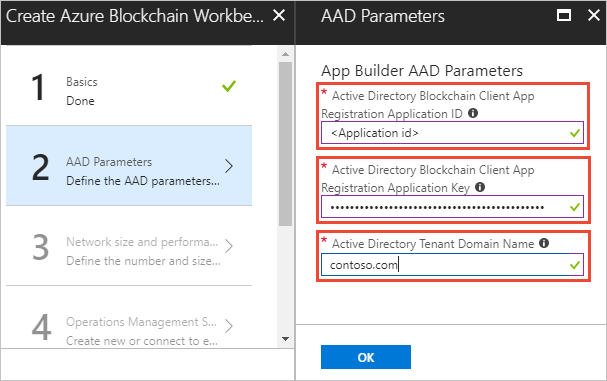 Create Azure Blockchain Workbe...
1
Basics
Done
2
AAD Parameters
Define the AAD parameters...
3
Network size and performa...
Define the number and size...
4
Operations Management S...
Create new or connect to e...
AAD Parameters
App Builder AAD Parameters
* Active Directory Blockchain Client App
Registration Application ID
<Application id>
* Active Directory Blockchain Client App
Registration Application Key
••••••••••••••••••••••••••••••••••••••••••••
* Active Directory Tenant Domain Name
contoso.com
OK